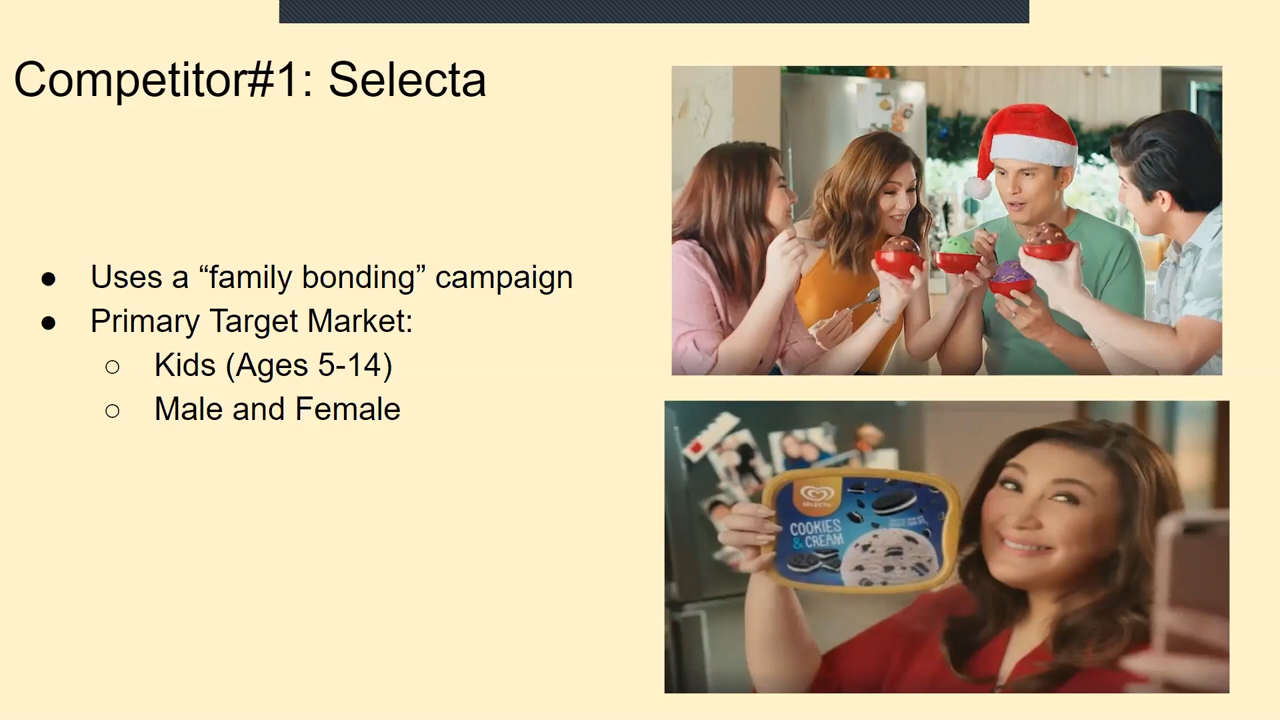 Competitor#1: Selecta
● Uses a “family bonding” campaign
● Primary Target Market:
○ Kids (Ages 5-14)
○ Male and Female
SELECTA
COOKIES
& CREAM